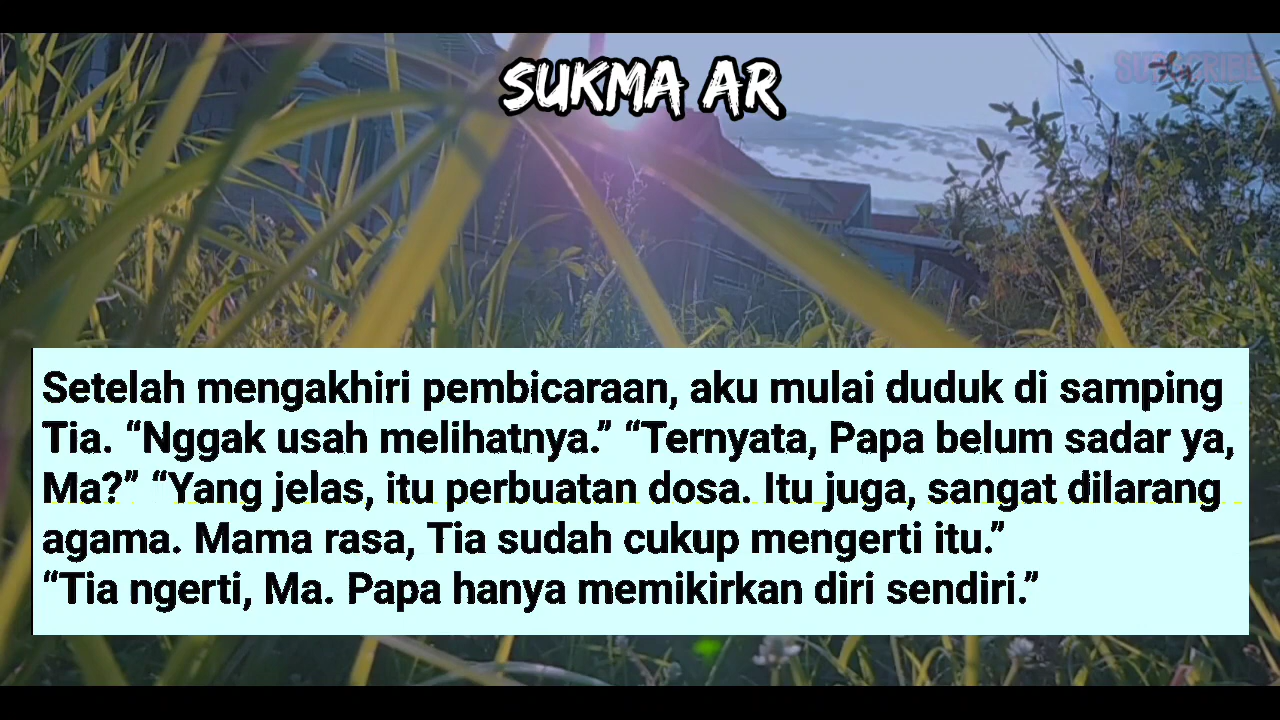 SUKMA AR
SUBSCRIBE
Setelah mengakhiri pembicaraan, aku mulai duduk di samping
Tia. “Nggak usah melihatnya.” “Ternyata, Papa belum sadar ya,
Ma?” “Yang jelas, itu perbuatan dosa. Itu juga, sangat dilarang
agama. Mama rasa, Tia sudah cukup mengerti itu.”
“Tia ngerti, Ma. Papa hanya memikirkan diri sendiri.”